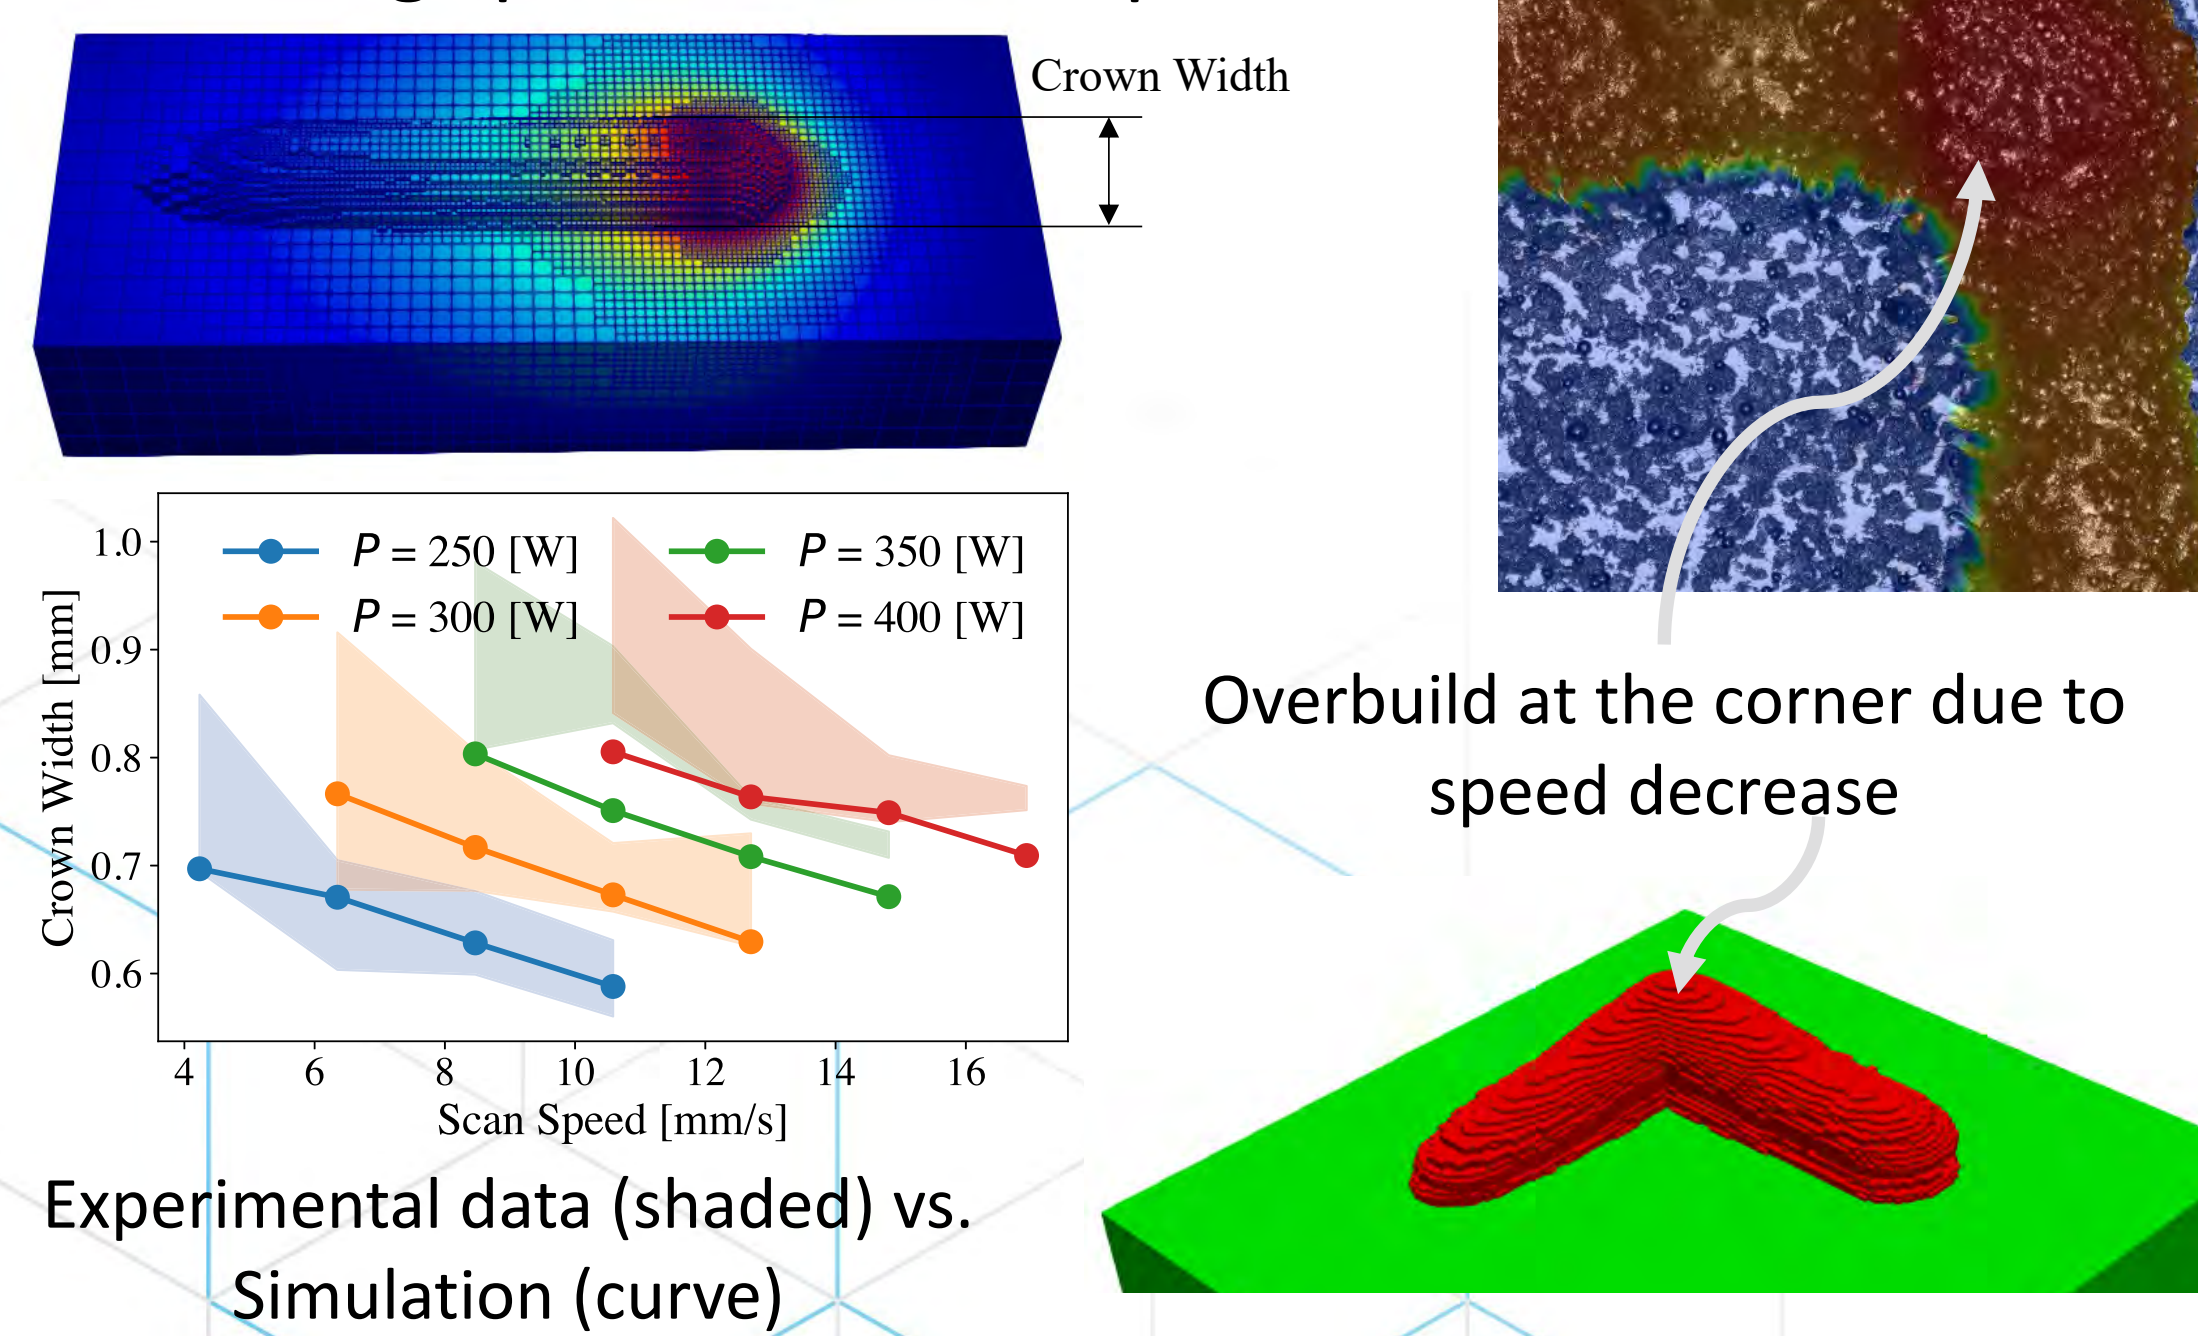 Crown Width
P = 250 [W]
P = 300 [W]
P = 350 [W]
P = 400 [W]
Crown Width [mm]
1.0
0.9
0.8
0.7
0.6
4 6 8 10 12 14 16
Scan Speed [mm/s]
Experimental data (shaded) vs.
Simulation (curve)
Overbuild at the corner due to
speed decrease